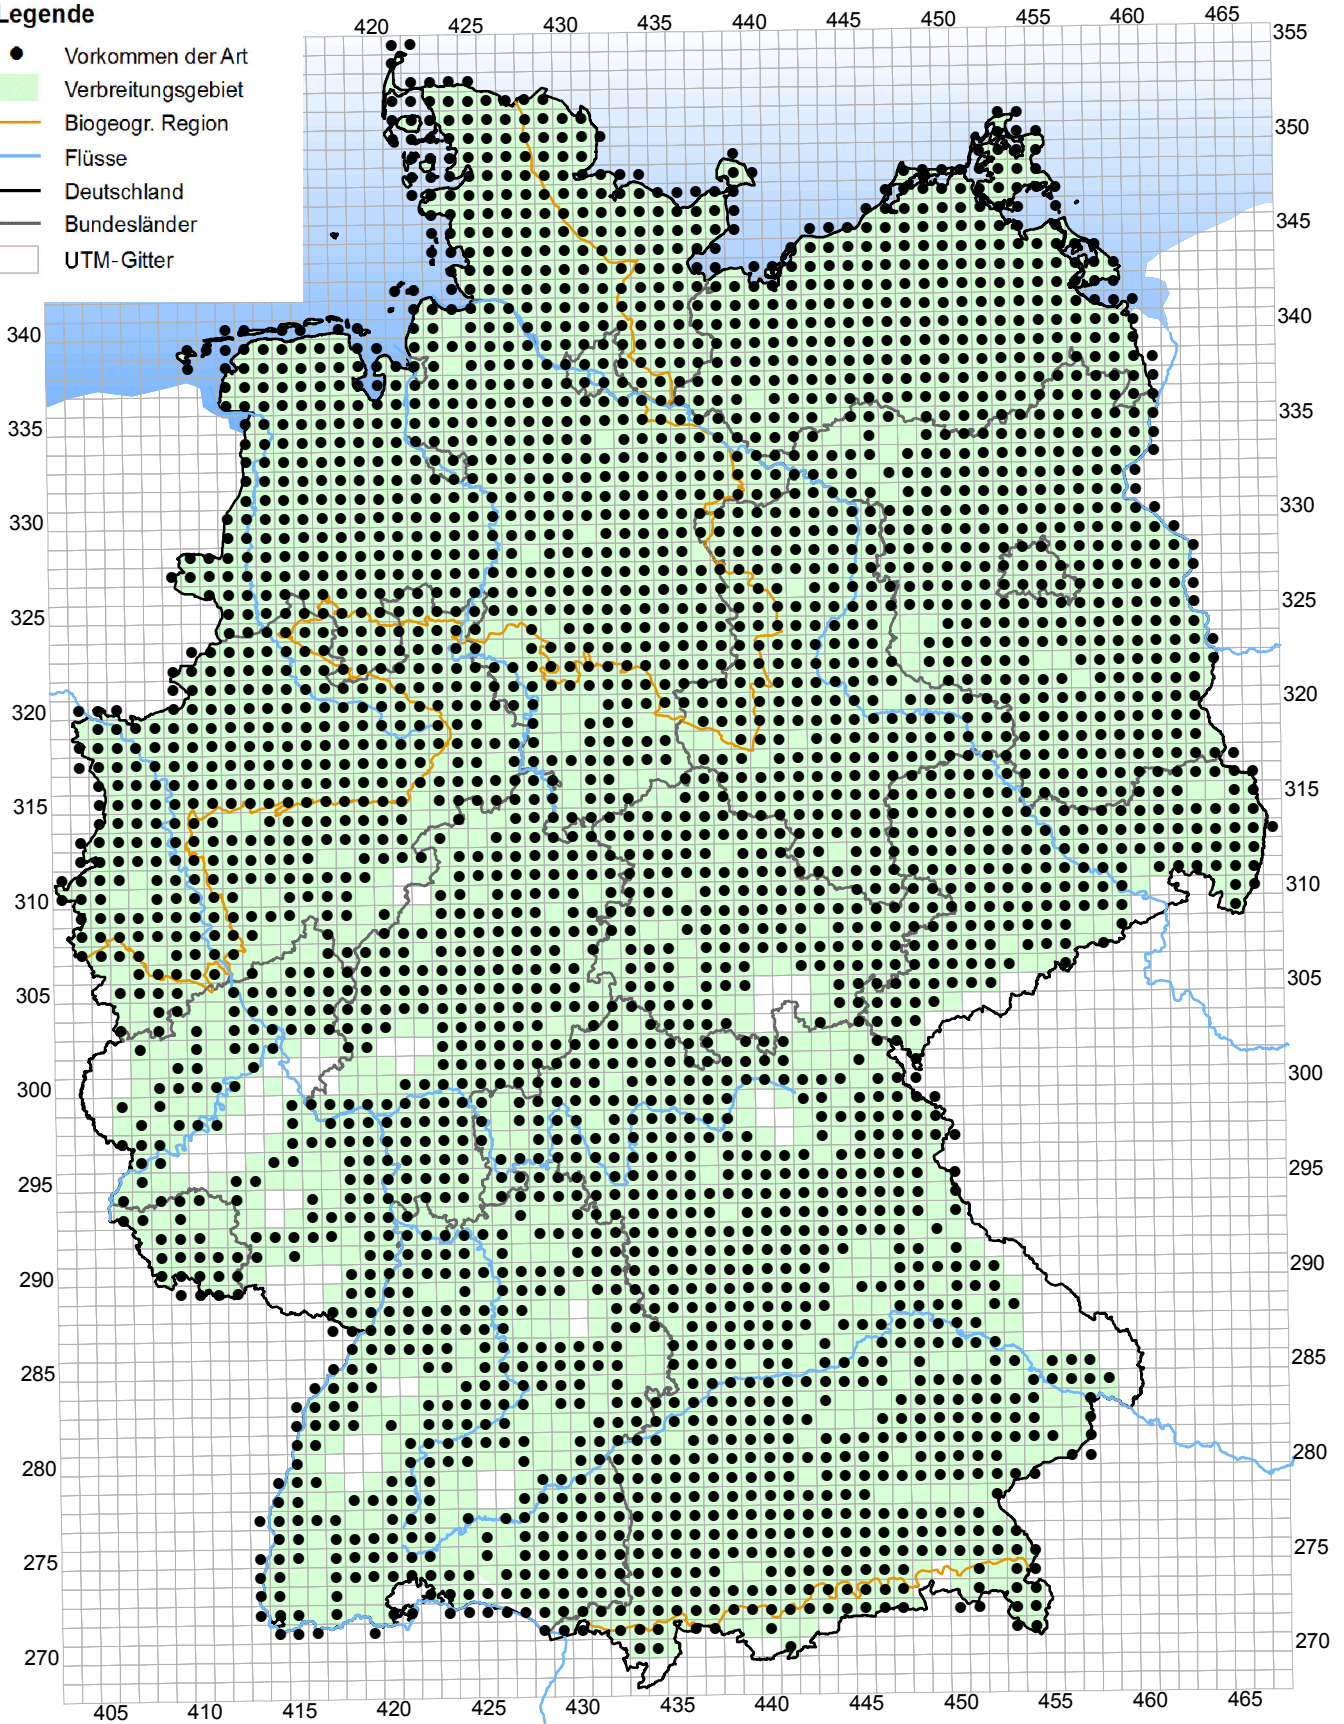 Legende
Vorkommen der Art
Verbreitungsgebiet
Biogeogr. Region
Flüsse
Deutschland
Bundesländer
UTM-Gitter
420 425 430 435 440 445 450 455 460 465
355
350
345
340 340
335 335
330 330
325 325
320 320
315 315
310 310
305 305
300 300
295 295
290 290
285 285
280 280
275 275
270 270
405 410 415 420 425 430 435 440 445 450 455 460 465